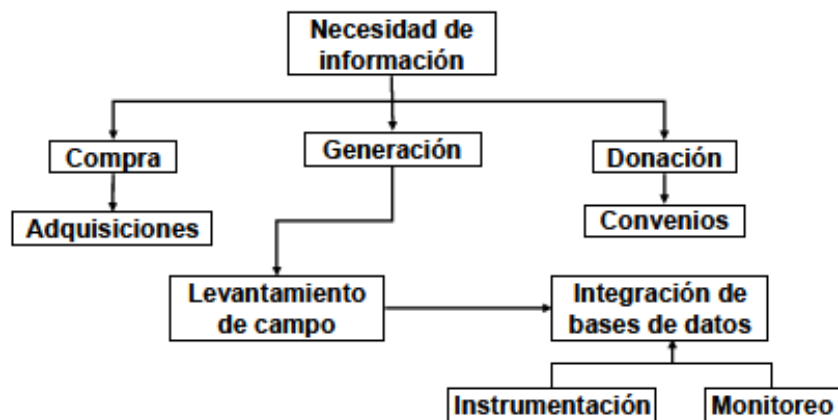 Necesidad de
información
Compra
Generación
Donación
Adquisiciones
Convenios
Levantamiento
de campo
Integración de
bases de datos
Instrumentación
Monitoreo